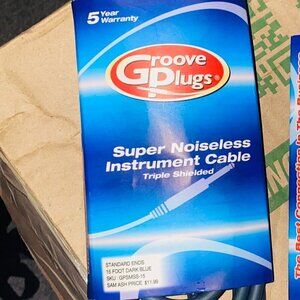 5 Year
Warranty
Groove
Plugs®
Super Noiseless
Instrument Cable
Triple Shielded
STANDARD ENDS
15 FOOT DARK BLUE
SKU: GPSMSS-15
SAM ASH PRICE: $11.99